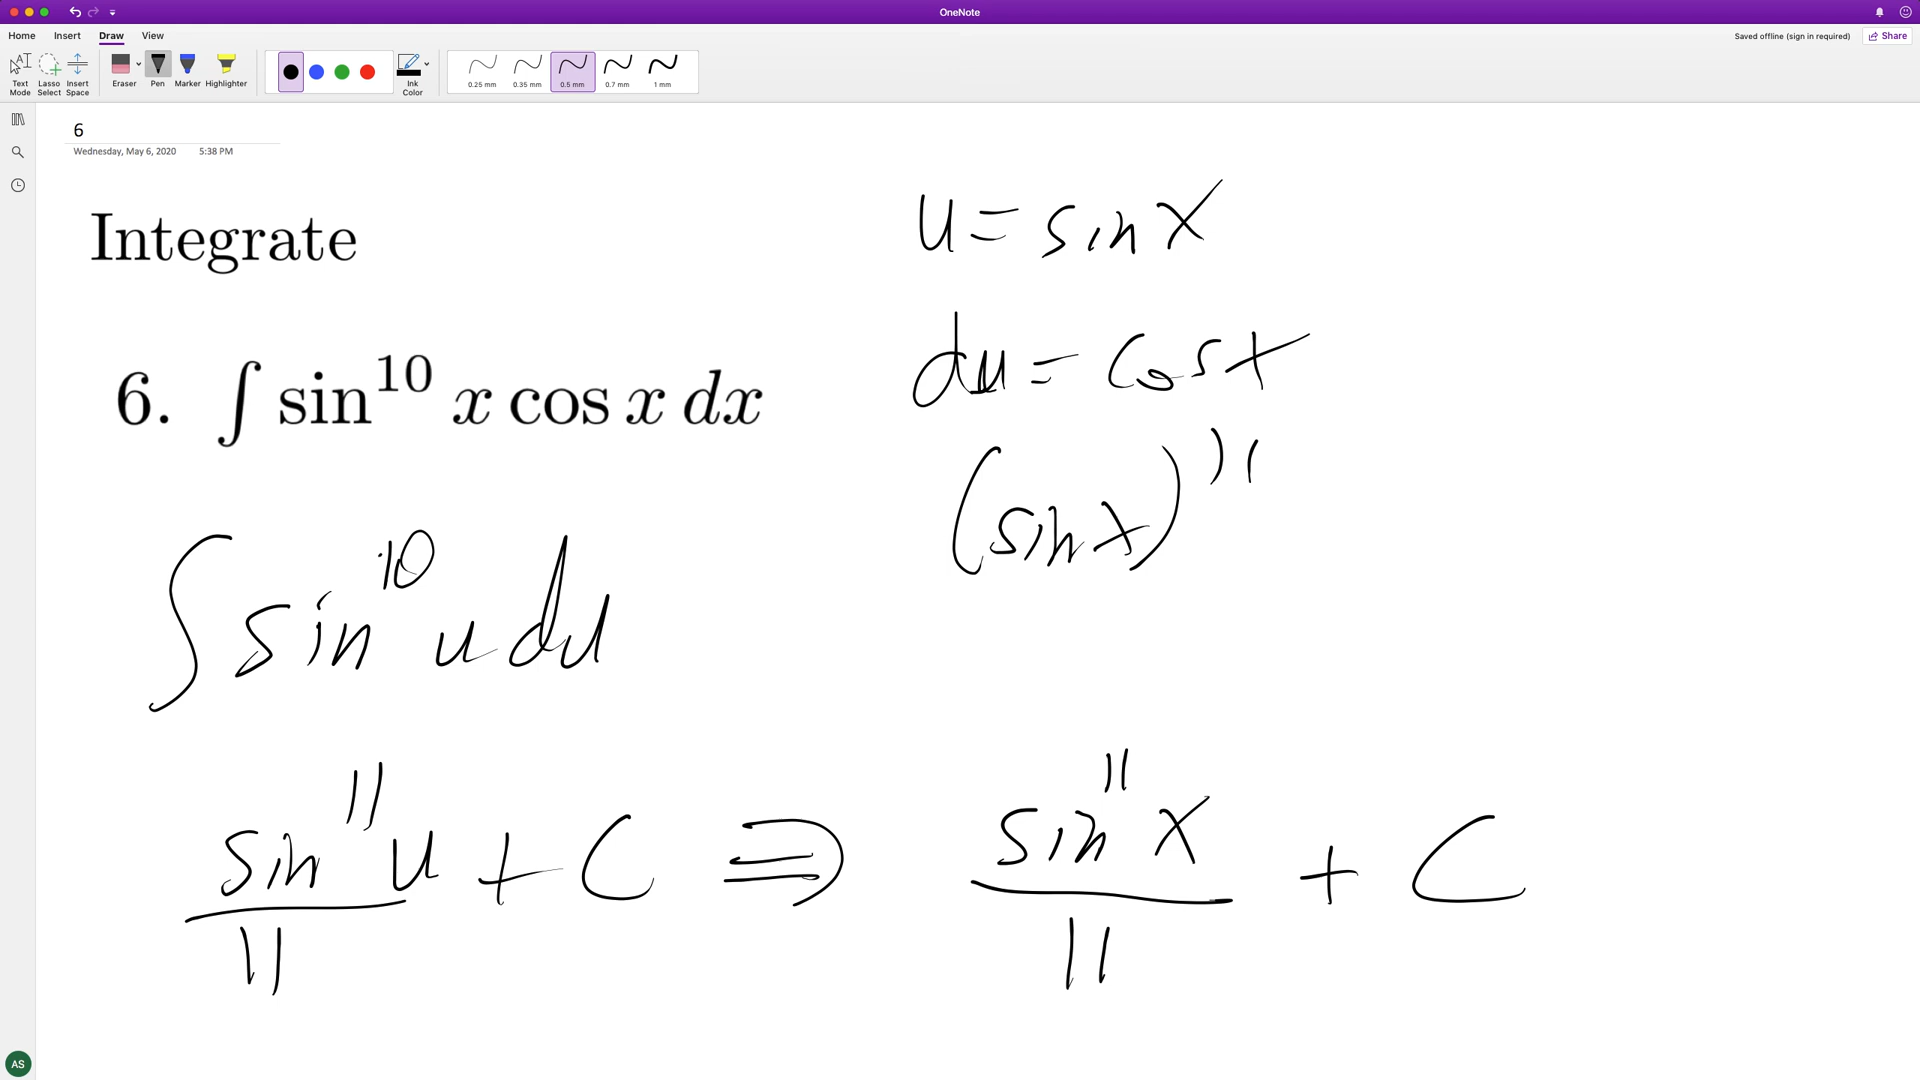 OneNote
Home Insert Draw View
Saved offline (sign in required) Share
Text Mode
Lasso Select
Insert Space
Eraser
Pen
Marker
Highlighter
Ink Color
0.25 mm
0.35 mm
0.5 mm
0.7 mm
1 mm
6
Wednesday, May 6, 2020 5:38 PM
Integrate
6. ∫ sin^10 x cos x dx
u = sin x
du = cos x
(sin x)^11
∫ sin^10 u du
sin^11 u / 11 + C ⇒ sin^11 x / 11 + C
AS